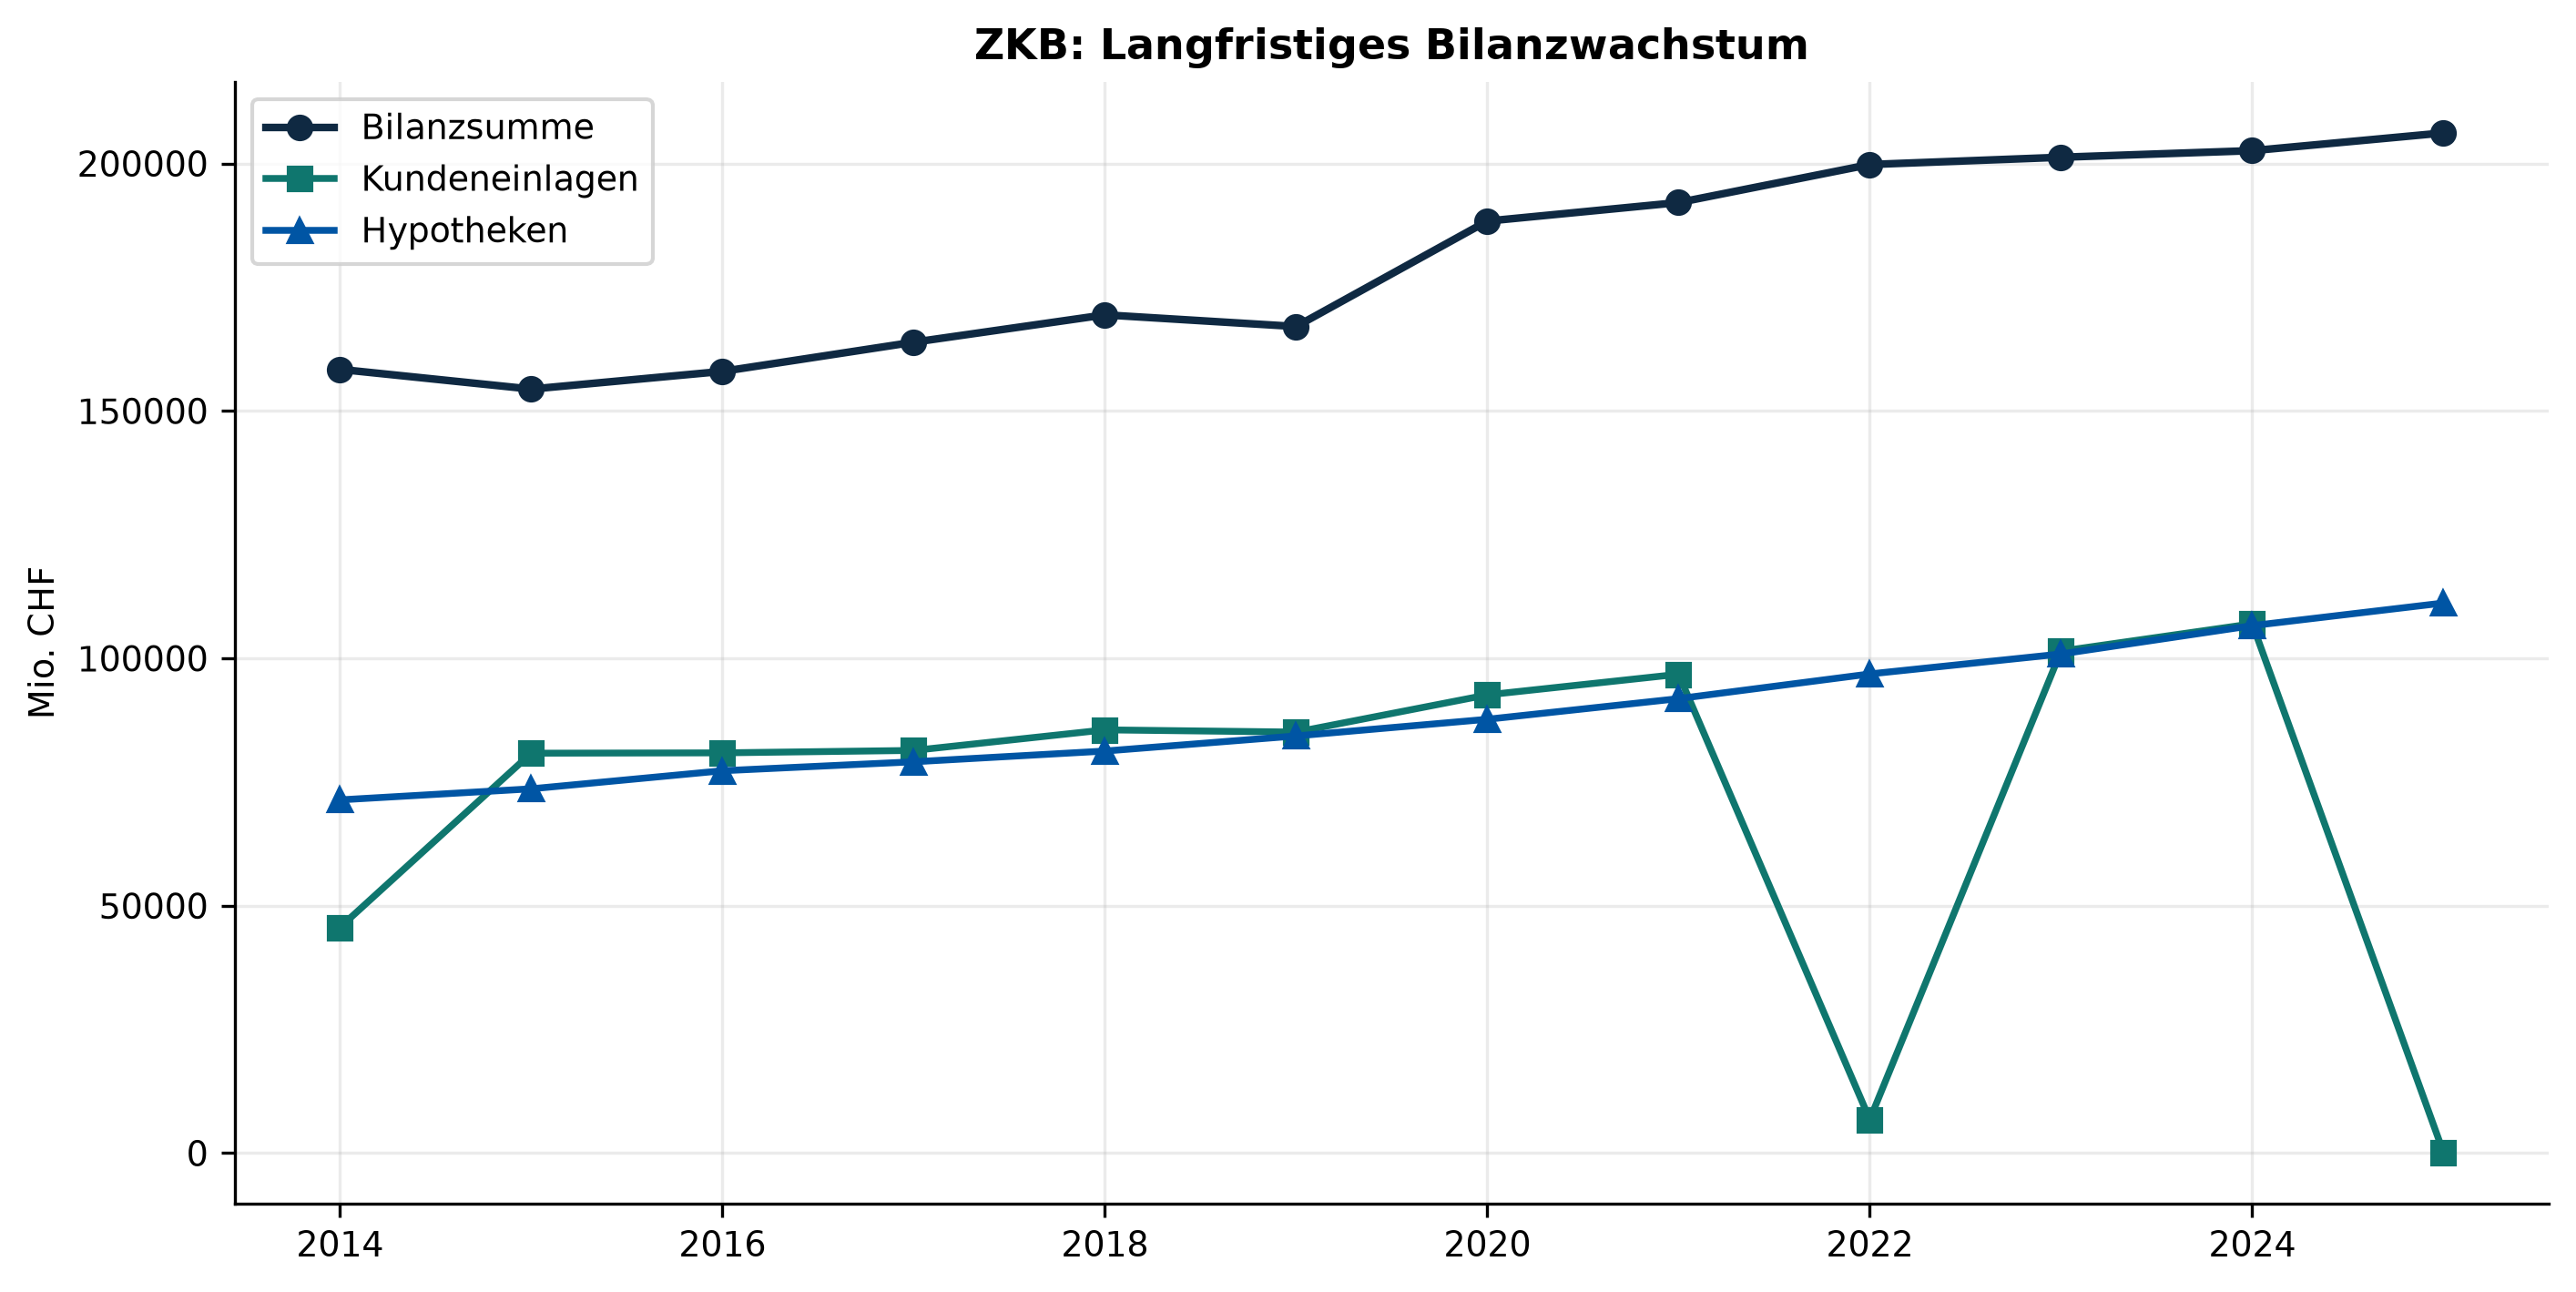 ZKB: Langfristiges Bilanzwachstum
Bilanzsumme
Kundeneinlagen
Hypotheken
Mio. CHF
200000
150000
100000
50000
0
2014
2016
2018
2020
2022
2024